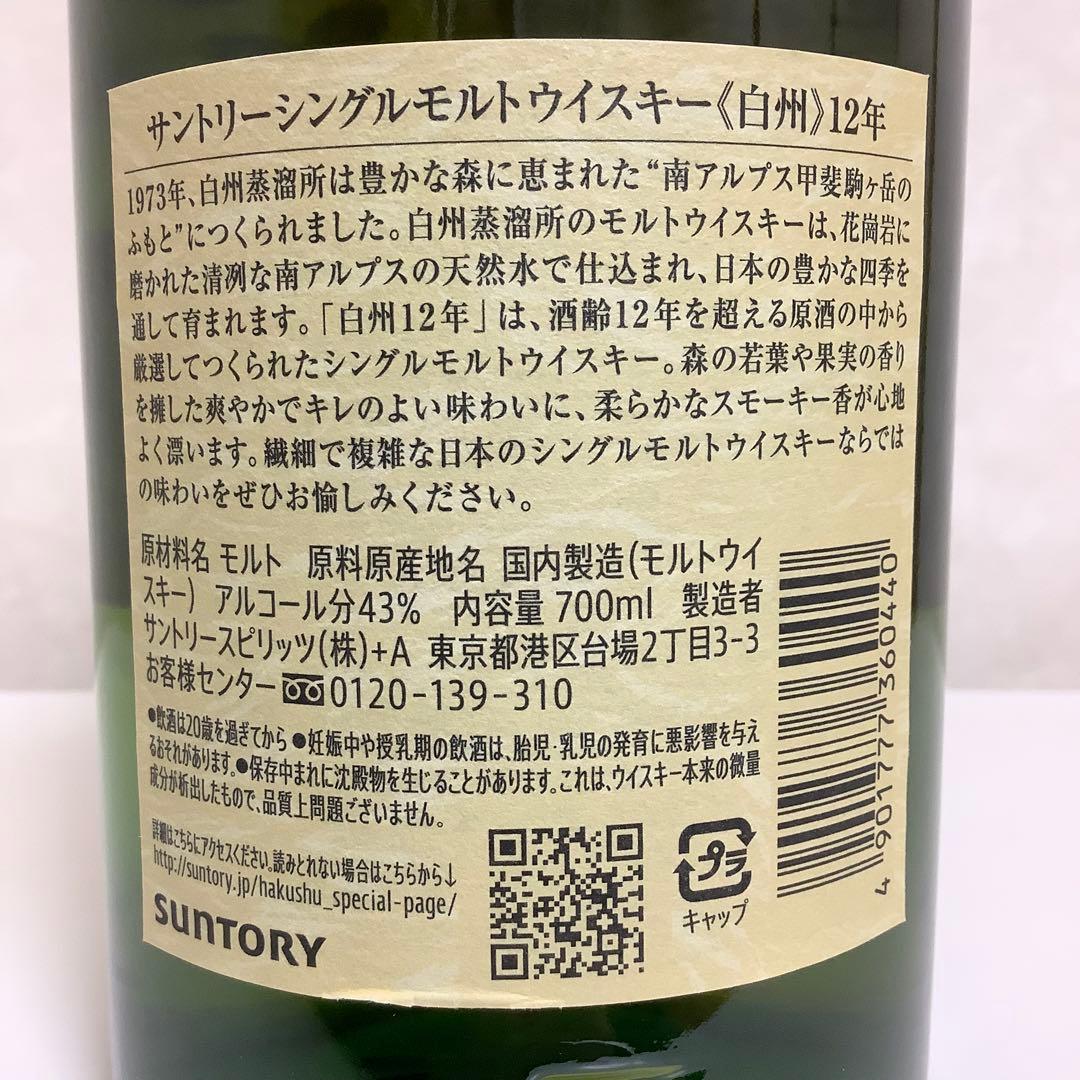 サントリーシングルモルトウイスキー《白州》12年
1973年、白州蒸溜所は豊かな森に恵まれた“南アルプス甲斐駒ヶ岳の
ふもと”につくられました。白州蒸溜所のモルトウイスキーは、花崗岩に
磨かれた清冽な南アルプスの天然水で仕込まれ、日本の豊かな四季を
通して育まれます。「白州12年」は、酒齢12年を超える原酒の中から
厳選してつくられたシングルモルトウイスキー。森の若葉や果実の香り
を擁した爽やかでキレのよい味わいに、柔らかなスモーキー香が心地
よく漂います。繊細で複雑な日本のシングルモルトウイスキーならでは
の味わいをぜひお愉しみください。
原材料名 モルト 原料原産地名 国内製造(モルトウイ
スキー) アルコール分43% 内容量 700ml 製造者
サントリースピリッツ(株)+A 東京都港区台場2丁目3-3
お客様センター 0120-139-310
●飲酒は20歳を過ぎてから ●妊娠中や授乳期の飲酒は、胎児・乳児の発育に悪影響を与え
るおそれがあります。●保存中まれに沈殿物を生じることがあります。これは、ウイスキー本来の微量
成分が析出したもので、品質上問題ございません。
詳細はこちらにアクセスください。読みとれない場合はこちらから↓
http://suntory.jp/hakushu_special-page/
SUNTORY
プラ
キャップ
4901777360440